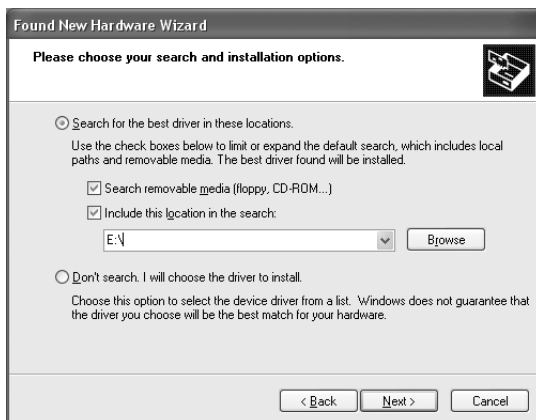 Found New Hardware Wizard
Please choose your search and installation options.
Search for the best driver in these locations.
Use the check boxes below to limit or expand the default search, which includes local
paths and removable media. The best driver found will be installed.
Search removable media (floppy, CD-ROM...)
Include this location in the search:
E:\
Browse
Don't search. I will choose the driver to install.
Choose this option to select the device driver from a list. Windows does not guarantee that
the driver you choose will be the best match for your hardware.
< Back
Next >
Cancel